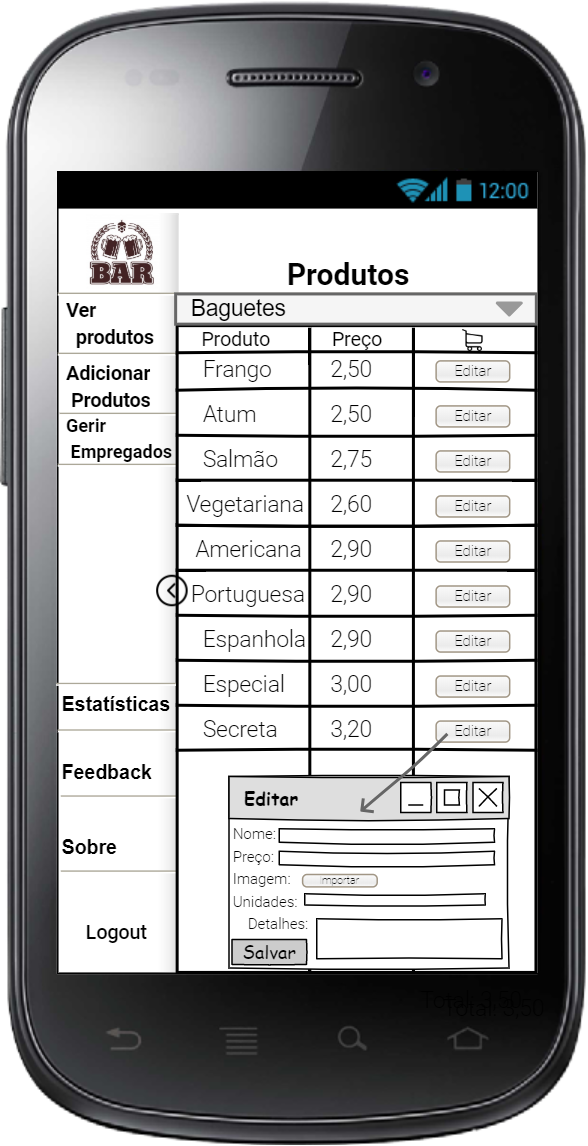 12:00
BAR
Produtos
Ver
produtos
Adicionar
Produtos
Gerir
Empregados
Estatísticas
Feedback
Sobre
Logout
Baguetes
Produto Preço
Frango 2,50 Editar
Atum 2,50 Editar
Salmão 2,75 Editar
Vegetariana 2,60 Editar
Americana 2,90 Editar
Portuguesa 2,90 Editar
Espanhola 2,90 Editar
Especial 3,00 Editar
Secreta 3,20 Editar
Editar
Nome:
Preço:
Imagem: Importar
Unidades:
Detalhes:
Salvar
Total: 3,50
Total: 3,50